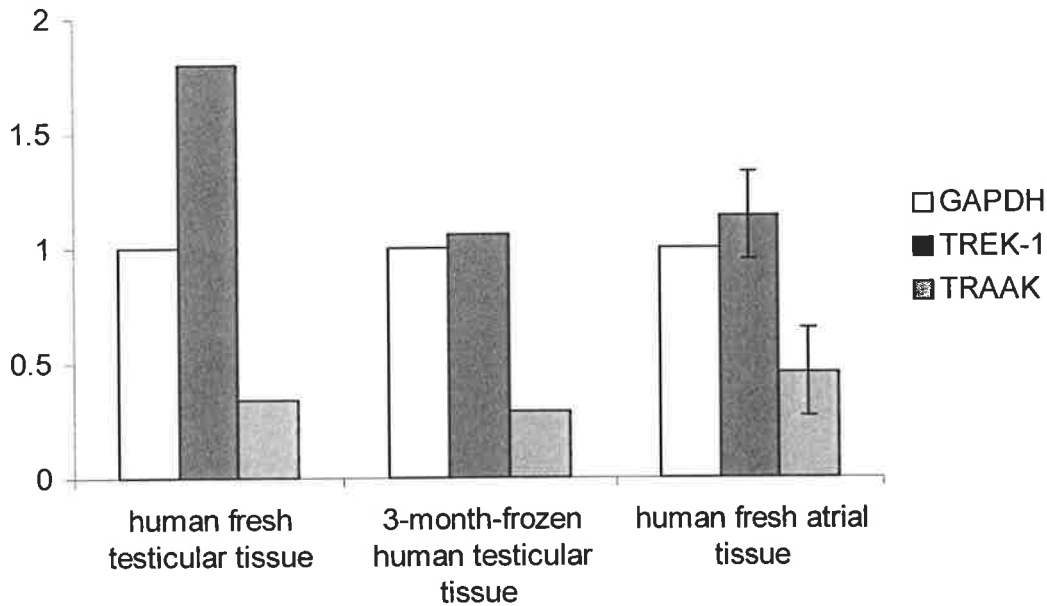 2
1.5
1
0.5
0
GAPDH
TREK-1
TRAAK
human fresh
testicular tissue
3-month-frozen
human testicular
tissue
human fresh atrial
tissue